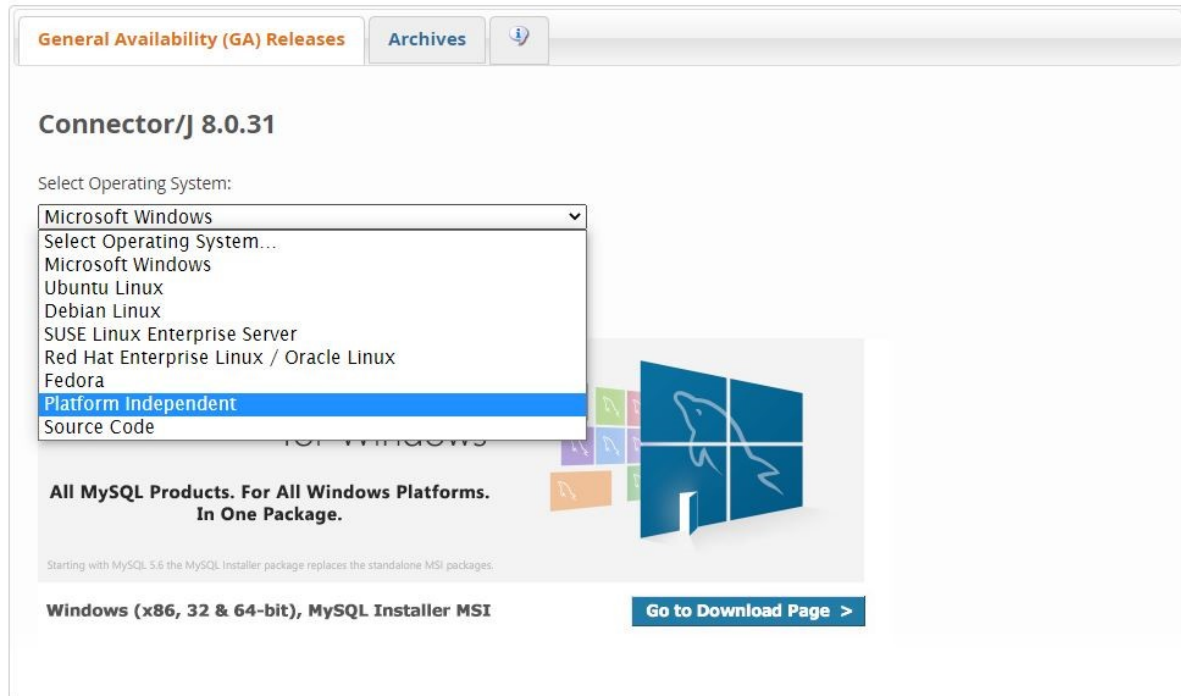 General Availability (GA) Releases
Archives
Connector/J 8.0.31
Select Operating System:
Microsoft Windows
Select Operating System...
Microsoft Windows
Ubuntu Linux
Debian Linux
SUSE Linux Enterprise Server
Red Hat Enterprise Linux / Oracle Linux
Fedora
Platform Independent
Source Code
for Windows
All MySQL Products. For All Windows Platforms.
In One Package.
Starting with MySQL 5.6 the MySQL Installer package replaces the standalone MSI packages.
Windows (x86, 32 & 64-bit), MySQL Installer MSI
Go to Download Page >